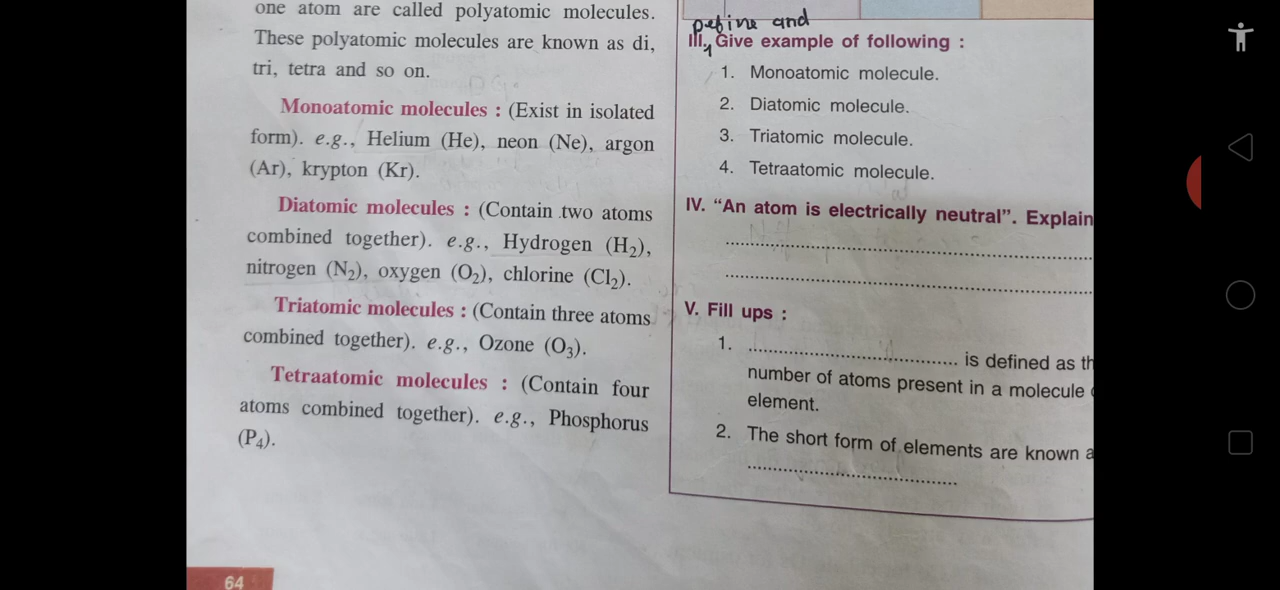 one atom are called polyatomic molecules.
These polyatomic molecules are known as di,
tri, tetra and so on.
Monoatomic molecules : (Exist in isolated
form). e.g., Helium (He), neon (Ne), argon
(Ar), krypton (Kr).
Diatomic molecules : (Contain two atoms
combined together). e.g., Hydrogen (H₂),
nitrogen (N₂), oxygen (O₂), chlorine (Cl₂).
Triatomic molecules : (Contain three atoms
combined together). e.g., Ozone (O₃).
Tetraatomic molecules : (Contain four
atoms combined together). e.g., Phosphorus
(P₄).
64
Define and
III. Give example of following :
1. Monoatomic molecule.
2. Diatomic molecule.
3. Triatomic molecule.
4. Tetraatomic molecule.
IV. “An atom is electrically neutral”. Explain
V. Fill ups :
1. .......................................... is defined as th
number of atoms present in a molecule
element.
2. The short form of elements are known a
..........................................